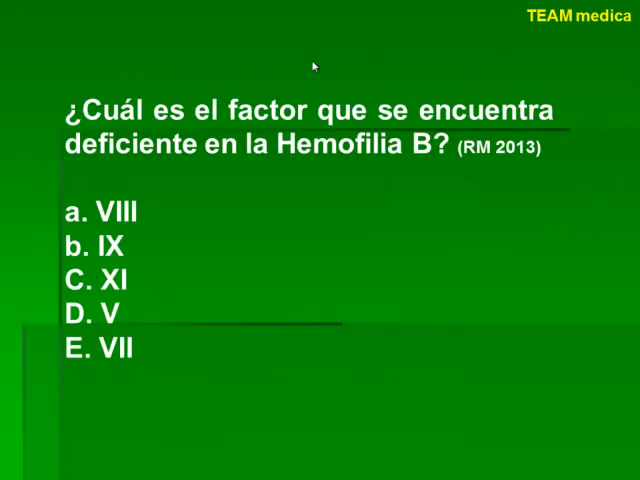 TEAM medica
¿Cuál es el factor que se encuentra
deficiente en la Hemofilia B? (RM 2013)
a. VIII
b. IX
C. XI
D. V
E. VII